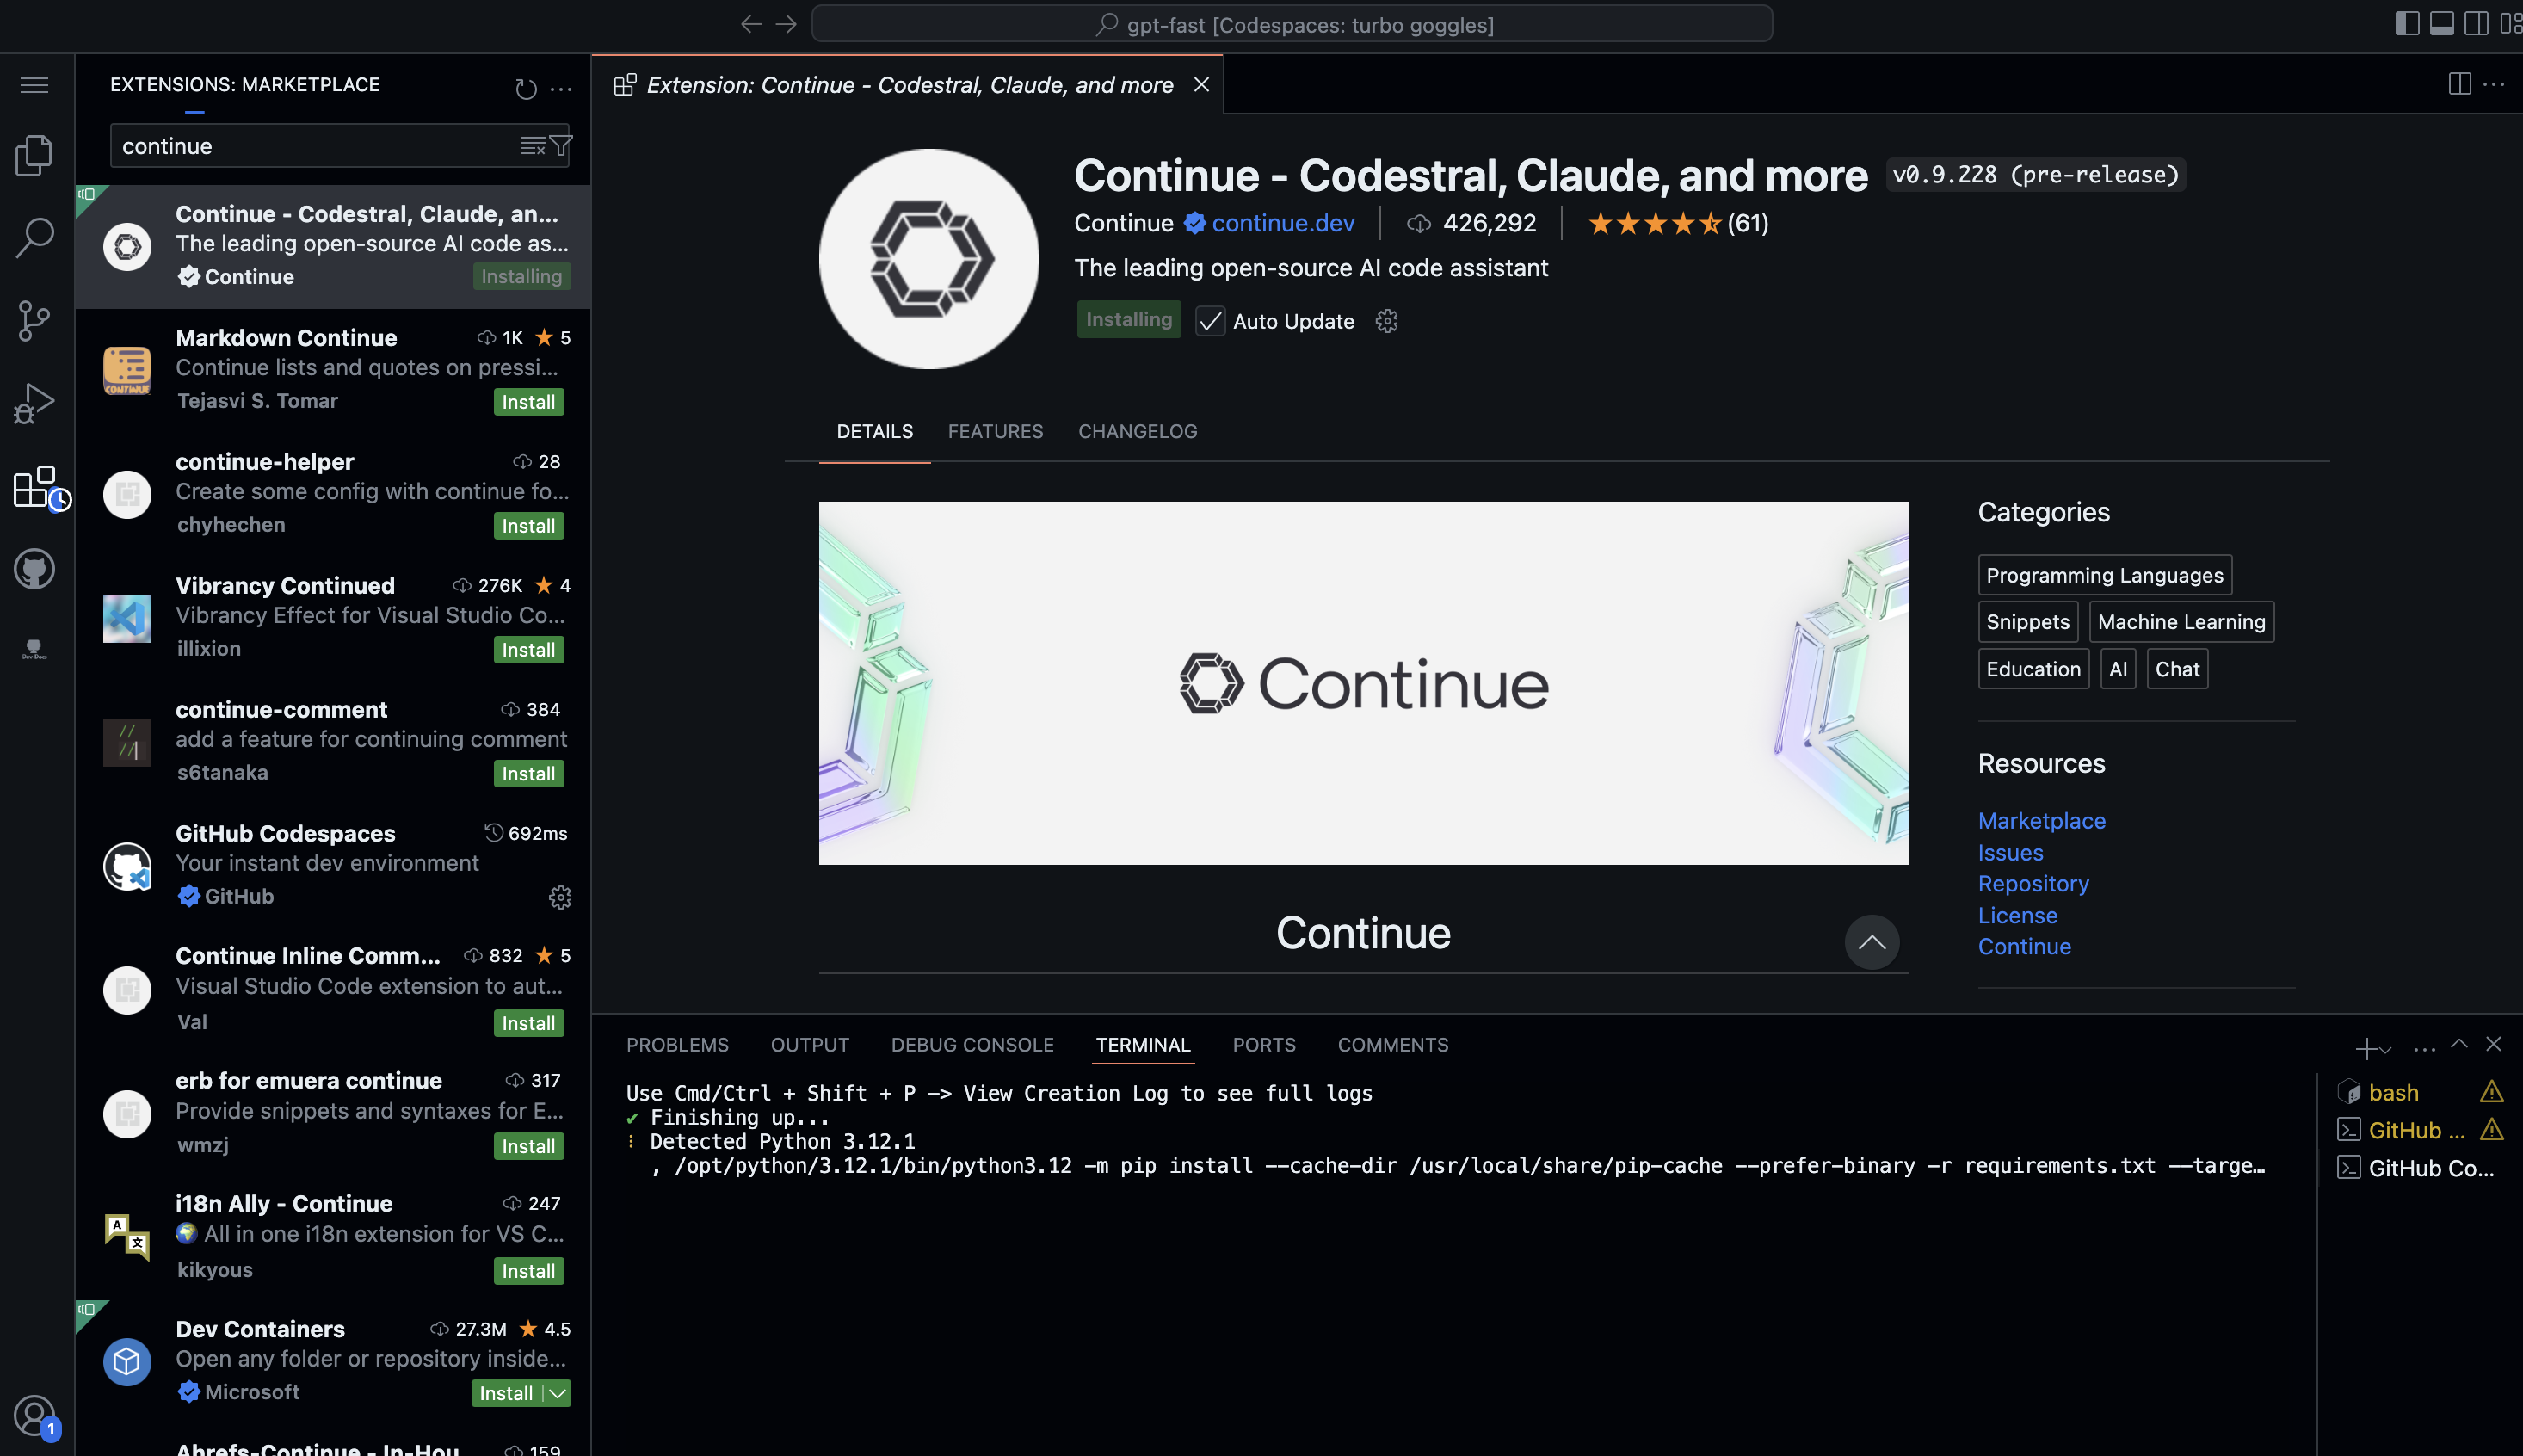 gpt-fast [Codespaces: turbo goggles]
EXTENSIONS: MARKETPLACE
continue
Continue - Codestral, Claude, an...
The leading open-source AI code as...
Continue
Installing
Markdown Continue 1K 5
Continue lists and quotes on pressi...
Tejasvi S. Tomar
Install
CONTINUE
continue-helper 28
Create some config with continue fo...
chyhechen
Install
Vibrancy Continued 276K 4
Vibrancy Effect for Visual Studio Co...
illixion
Install
continue-comment 384
add a feature for continuing comment
s6tanaka
Install
//
//
GitHub Codespaces 692ms
Your instant dev environment
GitHub
Continue Inline Comm... 832 5
Visual Studio Code extension to aut...
Val
Install
erb for emuera continue 317
Provide snippets and syntaxes for E...
wmzj
Install
i18n Ally - Continue 247
All in one i18n extension for VS C...
kikyous
Install
A
文
Dev Containers 27.3M 4.5
Open any folder or repository inside...
Microsoft
Install
Ahrefs-Continue - In-Hou 159
1
Extension: Continue - Codestral, Claude, and more
Continue - Codestral, Claude, and more v0.9.228 (pre-release)
Continue continue.dev 426,292 (61)
The leading open-source AI code assistant
Installing Auto Update
DETAILS FEATURES CHANGELOG
Continue
Continue
Categories
Programming Languages
Snippets Machine Learning
Education AI Chat
Resources
Marketplace
Issues
Repository
License
Continue
PROBLEMS OUTPUT DEBUG CONSOLE TERMINAL PORTS COMMENTS
Use Cmd/Ctrl + Shift + P -> View Creation Log to see full logs
✔ Finishing up...
⠇ Detected Python 3.12.1
, /opt/python/3.12.1/bin/python3.12 -m pip install --cache-dir /usr/local/share/pip-cache --prefer-binary -r requirements.txt --targe…
bash
GitHub ...
GitHub Co...